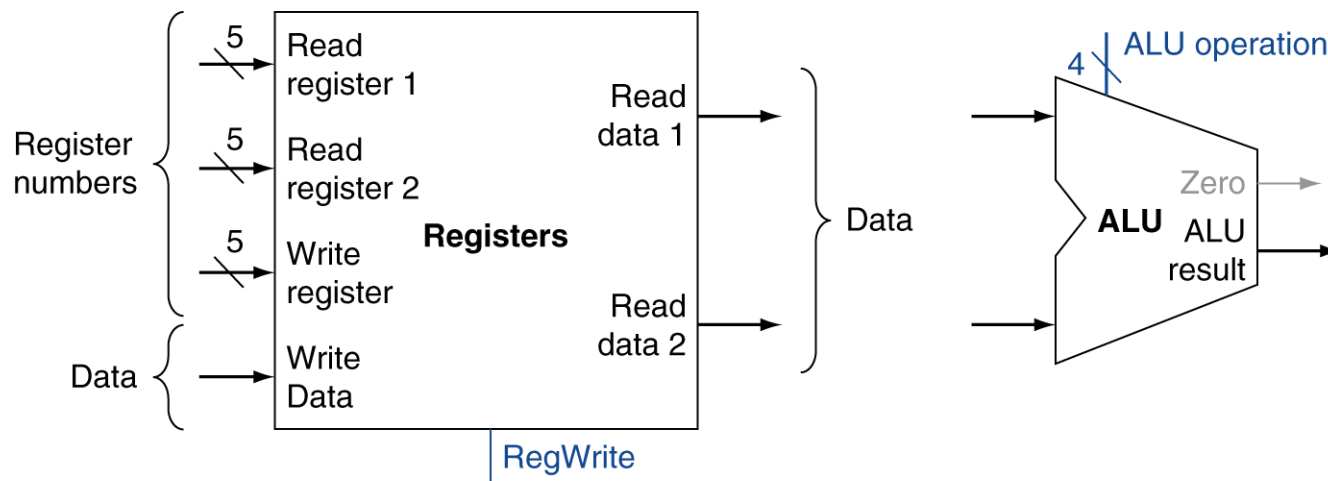 Register
numbers
Data
5
Read
register 1
5
Read
register 2
5
Write
register
Write
Data
Registers
Read
data 1
Read
data 2
RegWrite
Data
4
ALU operation
ALU
Zero
ALU
result